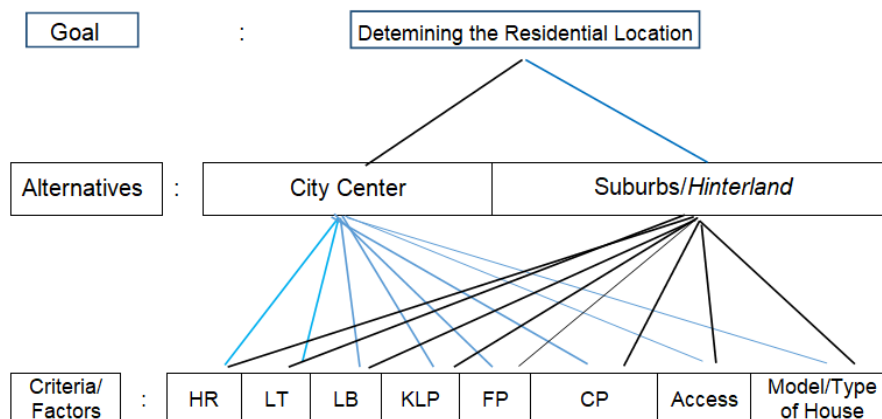 Goal : Detemining the Residential Location
Alternatives : City Center Suburbs/Hinterland
Criteria/ Factors : HR LT LB KLP FP CP Access Model/Type of House